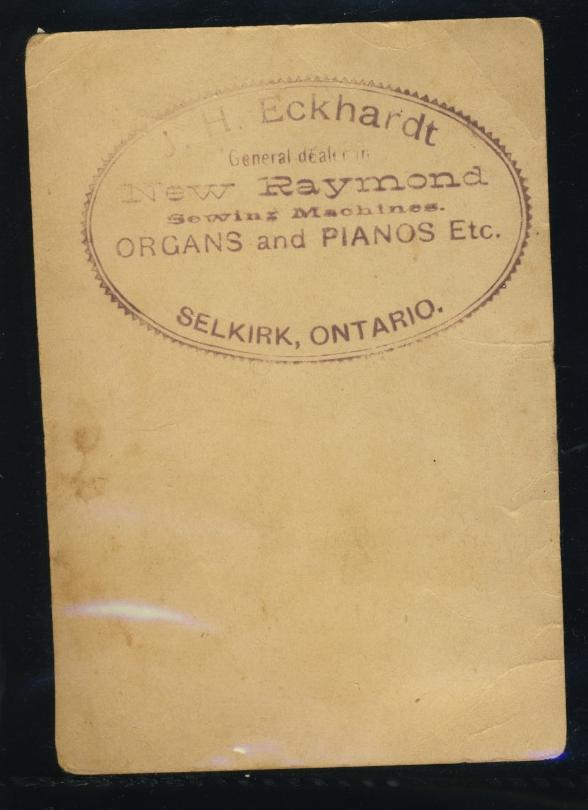 J. H. Eckhardt
General dealer in
New Raymond
Sewing Machines.
ORGANS and PIANOS Etc.
SELKIRK, ONTARIO.